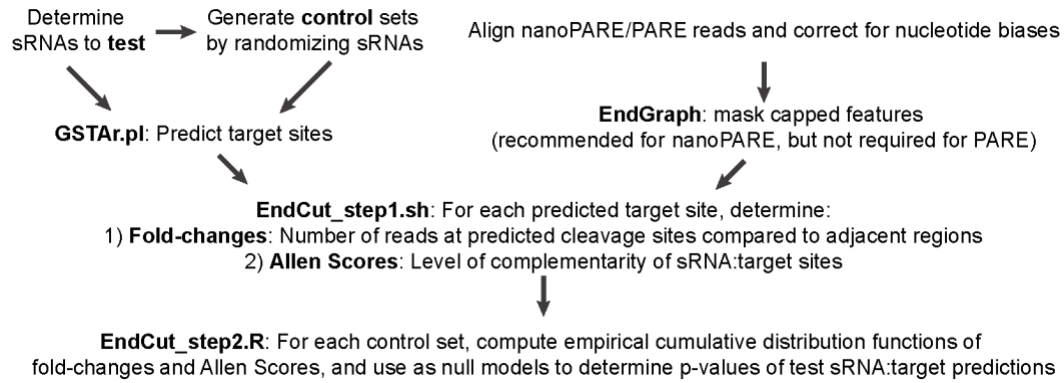 Determine
sRNAs to test
Generate control sets
by randomizing sRNAs
Align nanoPARE/PARE reads and correct for nucleotide biases
GSTAr.pl: Predict target sites
EndGraph: mask capped features
(recommended for nanoPARE, but not required for PARE)
EndCut_step1.sh: For each predicted target site, determine:
1) Fold-changes: Number of reads at predicted cleavage sites compared to adjacent regions
2) Allen Scores: Level of complementarity of sRNA:target sites
EndCut_step2.R: For each control set, compute empirical cumulative distribution functions of
fold-changes and Allen Scores, and use as null models to determine p-values of test sRNA:target predictions